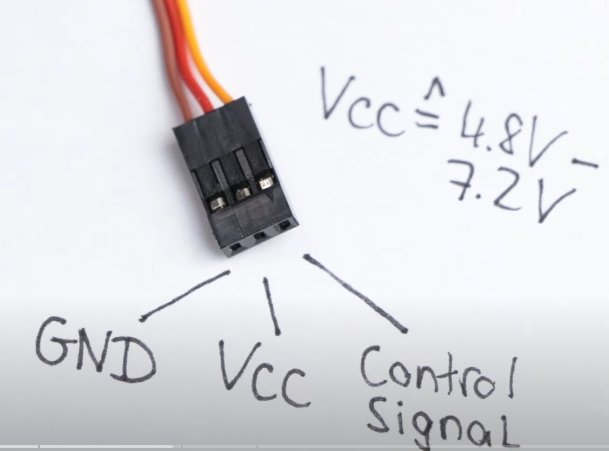 Vcc ≙ 4.8V –
7.2V
GND
Vcc
Control
Signal